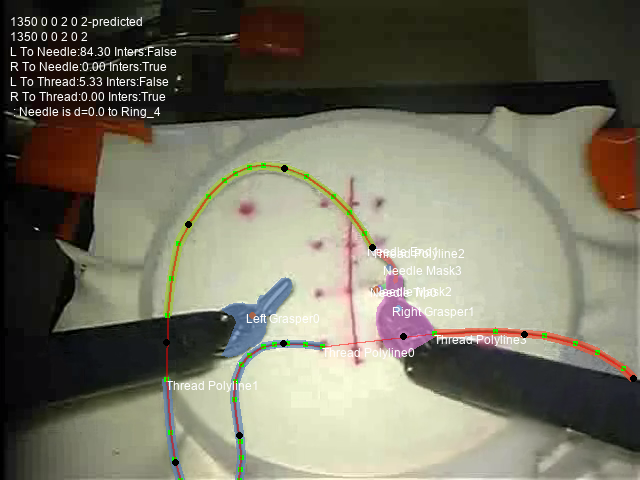 1350 0 0 2 0 2-predicted
1350 0 0 2 0 2
L To Needle:84.30 Inters:False
R To Needle:0.00 Inters:True
L To Thread:5.33 Inters:False
R To Thread:0.00 Inters:True
: Needle is d=0.0 to Ring_4
Thread Polyline2
Needle Mask3
Needle Mask2
Right Grasper1
Left Grasper0
Thread Polyline3
Thread Polyline0
Thread Polyline1